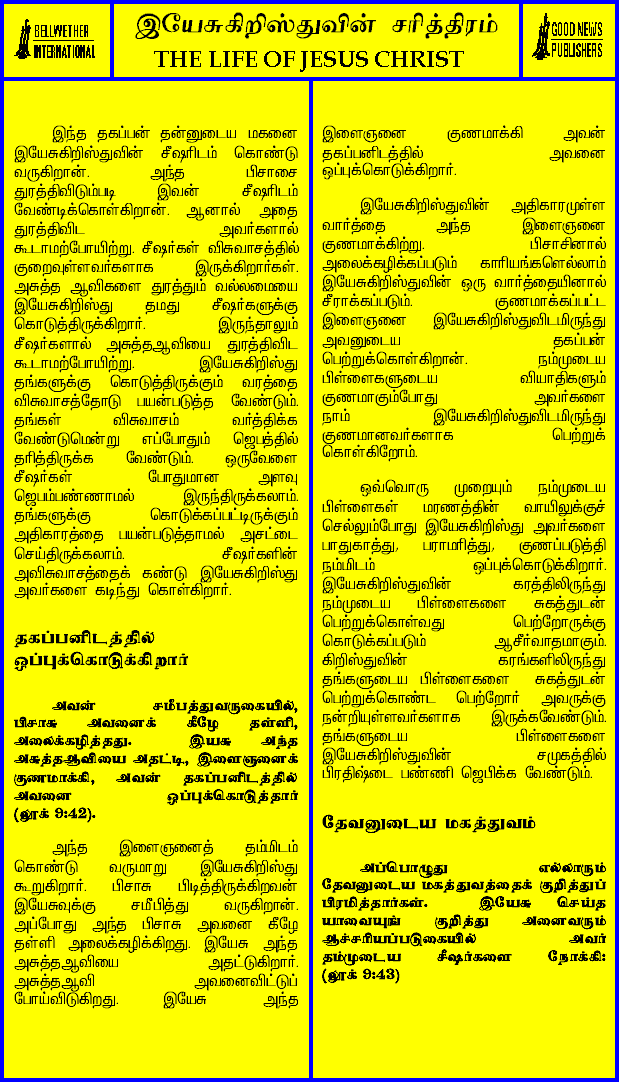 BELLWETHER
INTERNATIONAL
இயேசுகிறிஸ்துவின் சரித்திரம்
THE LIFE OF JESUS CHRIST
GOOD NEWS
PUBLISHERS
இந்த தகப்பன் தன்னுடைய மகனை
இயேசுகிறிஸ்துவின் சீஷரிடம் கொண்டு
வருகிறான். அந்த பிசாசை
துரத்திவிடும்படி இவன் சீஷரிடம்
வேண்டிக்கொள்கிறான். ஆனால் அதை
துரத்திவிட அவர்களால்
கூடாமற்போயிற்று. சீஷர்கள் விசுவாசத்தில்
குறைவுள்ளவர்களாக இருக்கிறார்கள்.
அசுத்த ஆவிகளை துரத்தும் வல்லமையை
இயேசுகிறிஸ்து தமது சீஷர்களுக்கு
கொடுத்திருக்கிறார். இருந்தாலும்
சீஷர்களால் அசுத்தஆவியை துரத்திவிட
கூடாமற்போயிற்று. இயேசுகிறிஸ்து
தங்களுக்கு கொடுத்திருக்கும் வரத்தை
விசுவாசத்தோடு பயன்படுத்த வேண்டும்.
தங்கள் விசுவாசம் வர்த்திக்க
வேண்டுமென்று எப்போதும் ஜெபத்தில்
தரித்திருக்க வேண்டும். ஒருவேளை
சீஷர்கள் போதுமான அளவு
ஜெபம்பண்ணாமல் இருந்திருக்கலாம்.
தங்களுக்கு கொடுக்கப்பட்டிருக்கும்
அதிகாரத்தை பயன்படுத்தாமல் அசட்டை
செய்திருக்கலாம். சீஷர்களின்
அவிசுவாசத்தைக் கண்டு இயேசுகிறிஸ்து
அவர்களை கடிந்து கொள்கிறார்.
தகப்பனிடத்தில்
ஒப்புக்கொடுக்கிறார்
அவன் சமீபத்துவருகையில்,
பிசாசு அவனைக் கீழே தள்ளி,
அலைக்கழித்தது. இயசு அந்த
அசுத்தஆவியை அதட்டி, இளைஞனைக்
குணமாக்கி, அவன் தகப்பனிடத்தில்
அவனை ஒப்புக்கொடுத்தார்
(லூக் 9:42).
அந்த இளைஞனைத் தம்மிடம்
கொண்டு வருமாறு இயேசுகிறிஸ்து
கூறுகிறார். பிசாசு பிடித்திருக்கிறவன்
இயேசுவுக்கு சமீபித்து வருகிறான்.
அப்போது அந்த பிசாசு அவனை கீழே
தள்ளி அலைக்கழிக்கிறது. இயேசு அந்த
அசுத்தஆவியை அதட்டுகிறார்.
அசுத்தஆவி அவனைவிட்டுப்
போய்விடுகிறது. இயேசு அந்த
இளைஞனை குணமாக்கி அவன்
தகப்பனிடத்தில் அவனை
ஒப்புக்கொடுக்கிறார்.
இயேசுகிறிஸ்துவின் அதிகாரமுள்ள
வார்த்தை அந்த இளைஞனை
குணமாக்கிற்று. பிசாசினால்
அலைக்கழிக்கப்படும் காரியங்களெல்லாம்
இயேசுகிறிஸ்துவின் ஒரு வார்த்தையினால்
சீராக்கப்படும். குணமாக்கப்பட்ட
இளைஞனை இயேசுகிறிஸ்துவிடமிருந்து
அவனுடைய தகப்பன்
பெற்றுக்கொள்கிறான். நம்முடைய
பிள்ளைகளுடைய வியாதிகளும்
குணமாகும்போது அவர்களை
நாம் இயேசுகிறிஸ்துவிடமிருந்து
குணமானவர்களாக பெற்றுக்
கொள்கிறோம்.
ஒவ்வொரு முறையும் நம்முடைய
பிள்ளைகள் மரணத்தின் வாயிலுக்குச்
செல்லும்போது இயேசுகிறிஸ்து அவர்களை
பாதுகாத்து, பராமரித்து, குணப்படுத்தி
நம்மிடம் ஒப்புக்கொடுக்கிறார்.
இயேசுகிறிஸ்துவின் கரத்திலிருந்து
நம்முடைய பிள்ளைகளை சுகத்துடன்
பெற்றுக்கொள்வது பெற்றோருக்கு
கொடுக்கப்படும் ஆசீர்வாதமாகும்.
கிறிஸ்துவின் கரங்களிலிருந்து
தங்களுடைய பிள்ளைகளை சுகத்துடன்
பெற்றுக்கொண்ட பெற்றோர் அவருக்கு
நன்றியுள்ளவர்களாக இருக்கவேண்டும்.
தங்களுடைய பிள்ளைகளை
இயேசுகிறிஸ்துவின் சமுகத்தில்
பிரதிஷ்டை பண்ணி ஜெபிக்க வேண்டும்.
தேவனுடைய மகத்துவம்
அப்பொழுது எல்லாரும்
தேவனுடைய மகத்துவத்தைக் குறித்துப்
பிரமித்தார்கள். இயேசு செய்த
யாவையுங் குறித்து அனைவரும்
ஆச்சரியப்படுகையில் அவர்
தம்முடைய சீஷர்களை நோக்கி:
(லூக் 9:43)